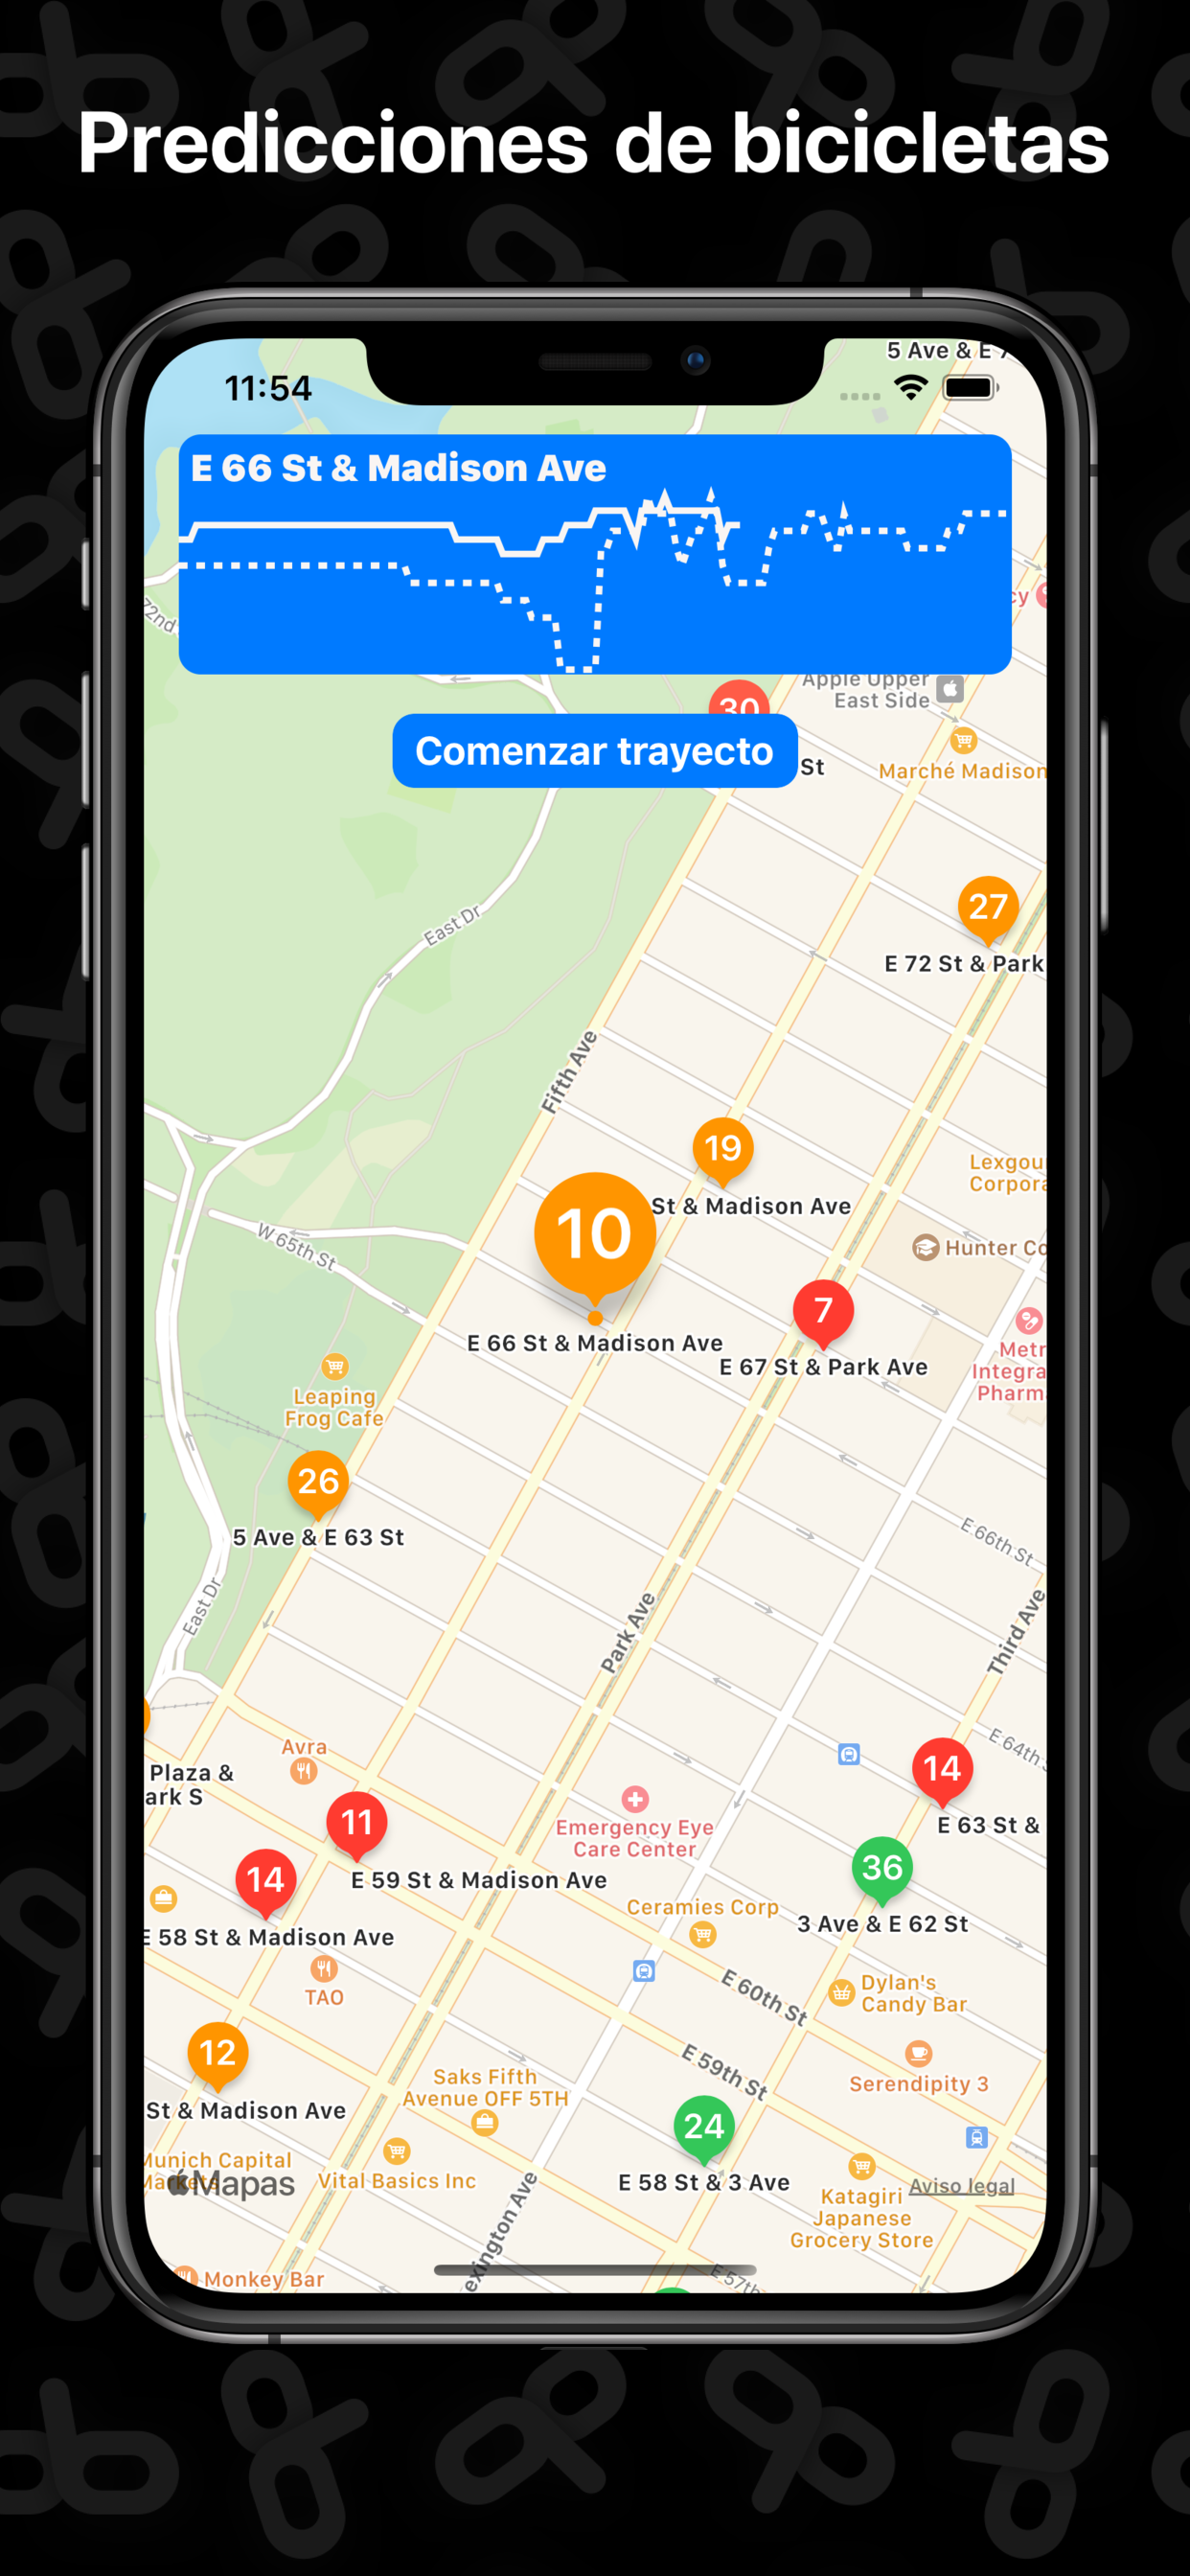 Predicciones de bicicletas
5 Ave & E 7
11:54
E 66 St & Madison Ave
72nd
cy
Apple Upper
East Side
30
Comenzar trayecto
St
Marché Madison
27
East Dr
E 72 St & Park
Fifth Ave
19
Lexgou
Corpora
St & Madison Ave
10
W 65th St
Hunter Co
7
E 66 St & Madison Ave
E 67 St & Park Ave
Metr
Integra
Pharm
Leaping
Frog Cafe
26
5 Ave & E 63 St
E 66th St
East Dr
Park Ave
Third Ave
Avra
E 64th S
Plaza &
ark S
14
11
Emergency Eye
Care Center
E 63 St &
36
14
E 59 St & Madison Ave
Ceramies Corp
3 Ave & E 62 St
E 58 St & Madison Ave
TAO
E 60th St
Dylan's
Candy Bar
12
E 59th St
Saks Fifth
Avenue OFF 5TH
Serendipity 3
St & Madison Ave
24
Munich Capital
Markets
Mapas
Vital Basics Inc
E 58 St & 3 Ave
Aviso legal
Katagiri
Japanese
Grocery Store
exington Ave
Monkey Bar
E 57th